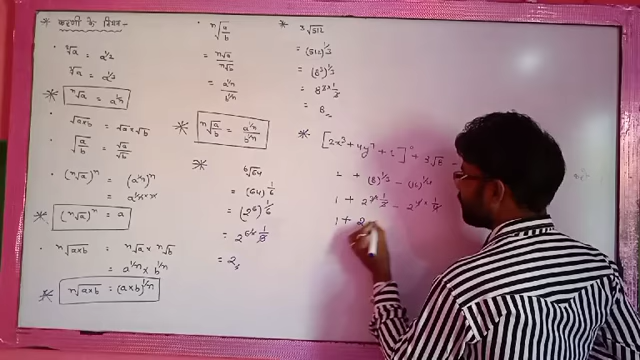 * करणी के नियम -
• √a = a^1/2
∛a = a^1/3
* ⁿ√a = a^1/n
• √a×b = √a×√b
√a/b = √a/√b
• (ⁿ√a)ⁿ = (a^1/n)ⁿ
= a^1/n×n
* (ⁿ√a)ⁿ = a
• ⁿ√a×b = ⁿ√a × ⁿ√b
= a^1/n × b^1/n
* ⁿ√a×b = (a×b)^1/n
• ⁿ√a/b
= ⁿ√a/ⁿ√b
= a^1/n/b^1/n
* ⁿ√a/b = a^1/n/b^1/n
*
⁶√64
= (64)^1/6
= (2⁶)^1/6
= 2^6×1/6
= 2
* ³√512
= (512)^1/3
= (8³)^1/3
= 8^3×1/3
= 8
* [2x³ + 4y
+ 3√8 -
+ (8)^1/3 - (16)^1/4
1 + 2^3×1/3 - 2^4×1/4
1 + 2